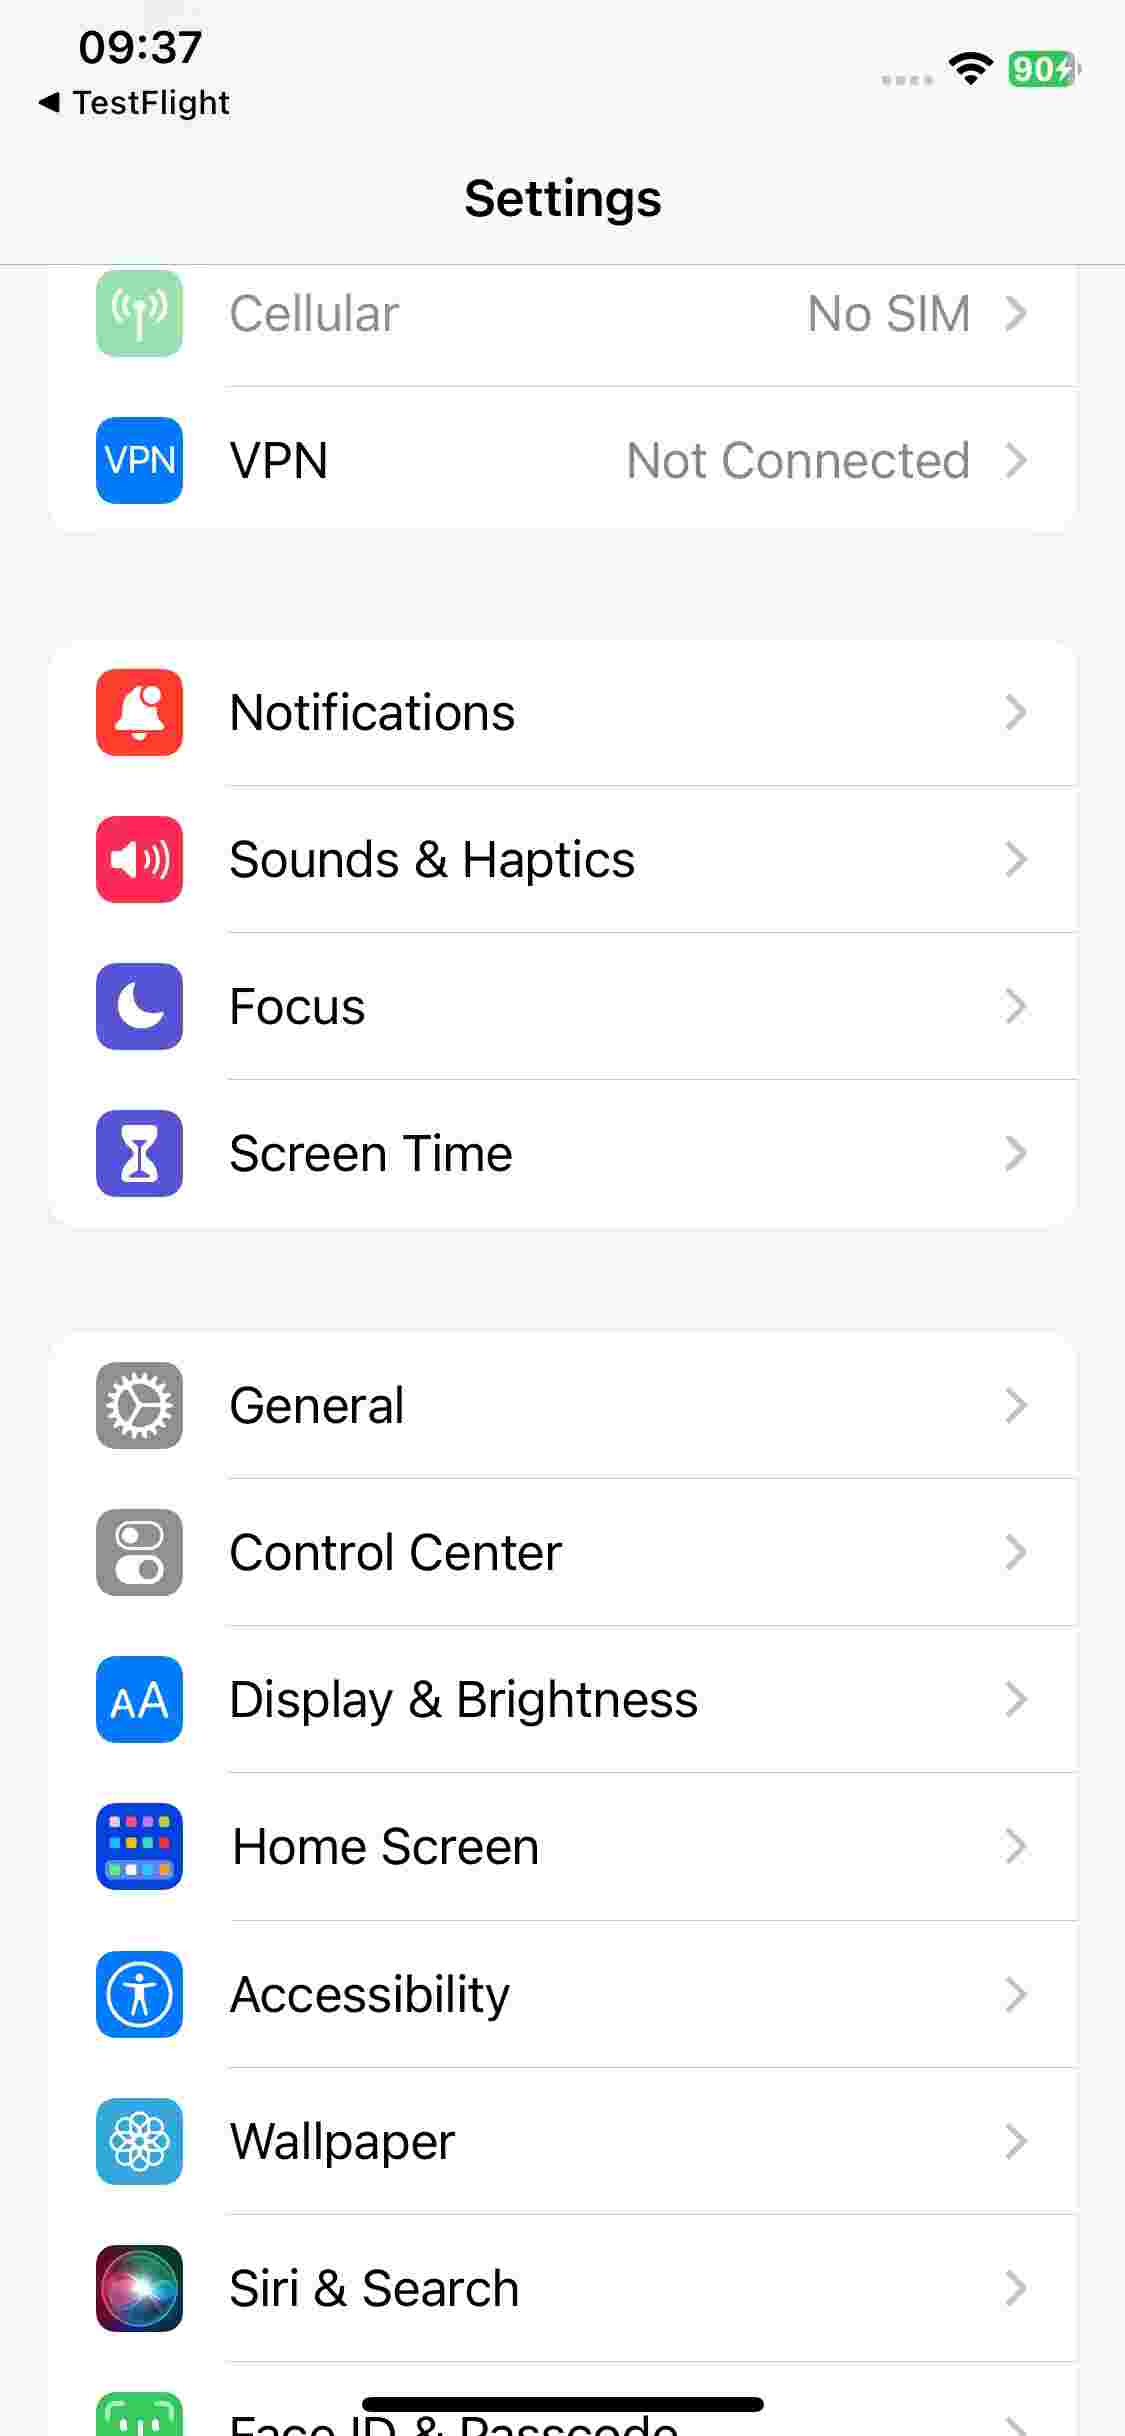 09:37
90
◀ TestFlight
Settings
Cellular No SIM
VPN VPN Not Connected
Notifications
Sounds & Haptics
Focus
Screen Time
General
Control Center
AA Display & Brightness
Home Screen
Accessibility
Wallpaper
Siri & Search
Face ID & Passcode